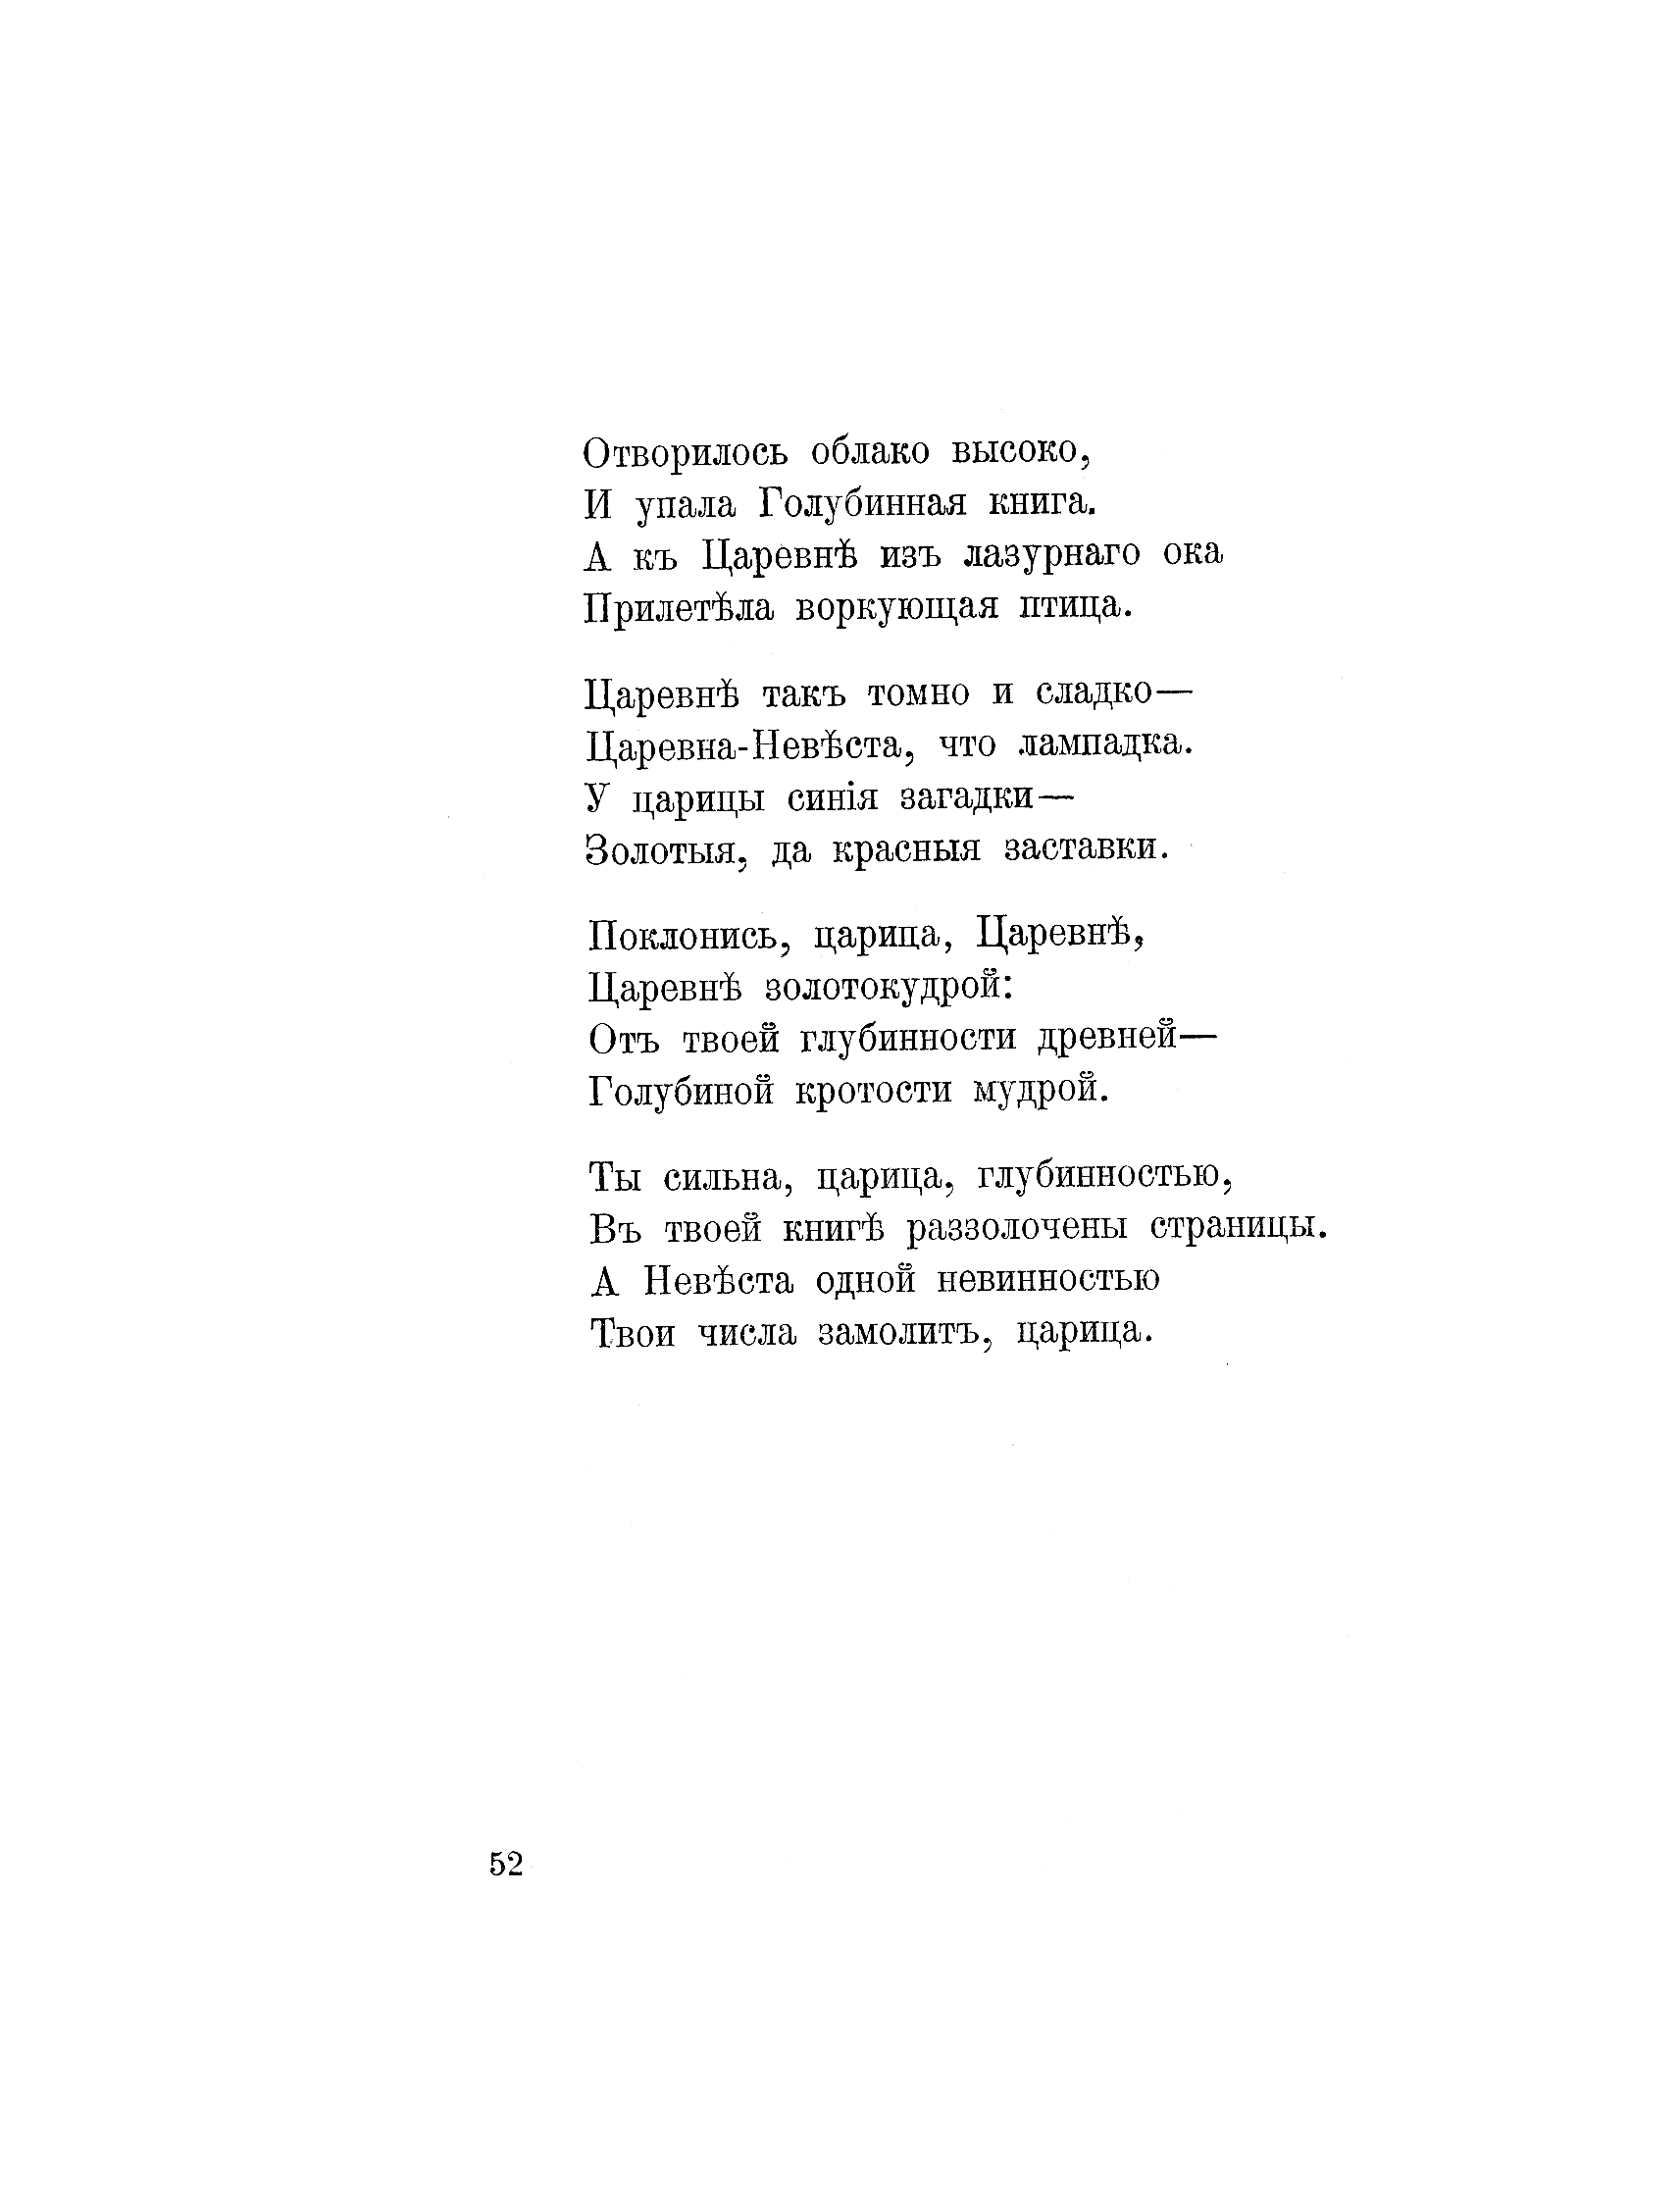 Отворилось облако высоко,
И упала Голубинная книга.
А къ Царевнѣ изъ лазурнаго ока
Прилетѣла воркующая птица.
Царевнѣ такъ томно и сладко—
Царевна-Невѣста, что лампадка.
У царицы синія загадки—
Золотыя, да красныя заставки.
Поклонись, царица, Царевнѣ,
Царевнѣ золотокудрой:
Отъ твоей глубинности древней—
Голубиной кротости мудрой.
Ты сильна, царица, глубинностью,
Въ твоей книгѣ раззолочены страницы.
А Невѣста одной невинностью
Твои числа замолитъ, царица.
52